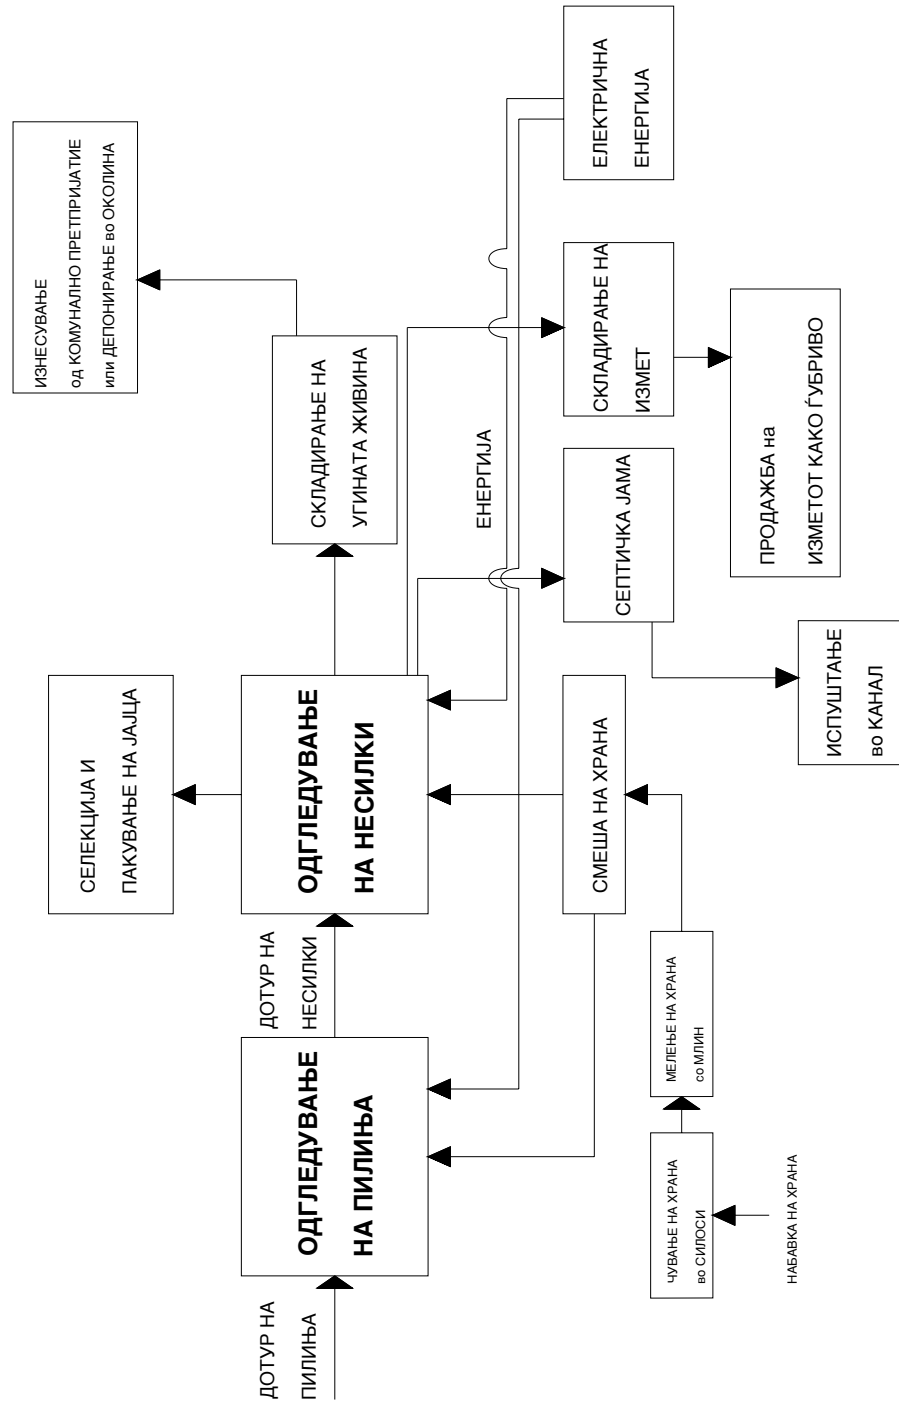 ДОТУР НА
ПИЛИЊА
ОДГЛЕДУВАЊЕ
НА ПИЛИЊА
ДОТУР НА
НЕСИЛКИ
ОДГЛЕДУВАЊЕ
НА НЕСИЛКИ
СЕЛЕКЦИЈА И
ПАКУВАЊЕ НА ЈАЈЦА
СКЛАДИРАЊЕ НА
УГИНАТА ЖИВИНА
ИЗНЕСУВАЊЕ
од КОМУНАЛНО ПРЕТПРИЈАТИЕ
или ДЕПОНИРАЊЕ во ОКОЛИНА
ЕНЕРГИЈА
ЕЛЕКТРИЧНА
ЕНЕРГИЈА
СКЛАДИРАЊЕ НА
ИЗМЕТ
ПРОДАЖБА на
ИЗМЕТОТ КАКО ЃУБРИВО
СЕПТИЧКА ЈАМА
ИСПУШТАЊЕ
во КАНАЛ
СМЕША НА ХРАНА
МЕЛЕЊЕ НА ХРАНА
со МЛИН
ЧУВАЊЕ НА ХРАНА
во СИЛОСИ
НАБАВКА НА ХРАНА